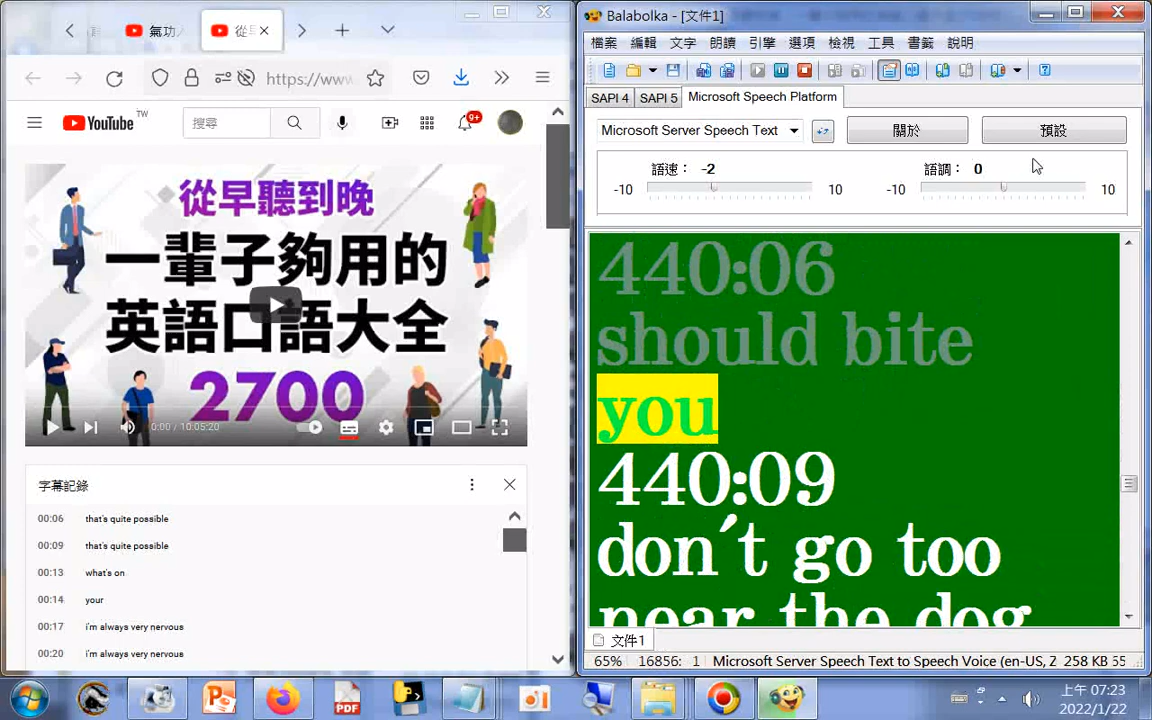 從
https://www
YouTube TW
搜尋
9+
從早聽到晚
一輩子夠用的
英語口語大全
2700
0:00 / 10:05:20
字幕記錄
00:06 that's quite possible
00:09 that's quite possible
00:13 what's on
00:14 your
00:17 i'm always very nervous
00:20 i'm always very nervous
Balabolka - [文件1]
檔案 編輯 文字 朗讀 引擎 選項 檢視 工具 書籤 說明
SAPI 4 SAPI 5 Microsoft Speech Platform
Microsoft Server Speech Text 關於 預設
語速： -2 語調： 0
-10 10 -10 10
440:06
should bite
you
440:09
don't go too
near the dog
文件1
65% 16856: 1 Microsoft Server Speech Text to Speech Voice (en-US, Z 258 KB 55
PDF
上午 07:23
2022/1/22